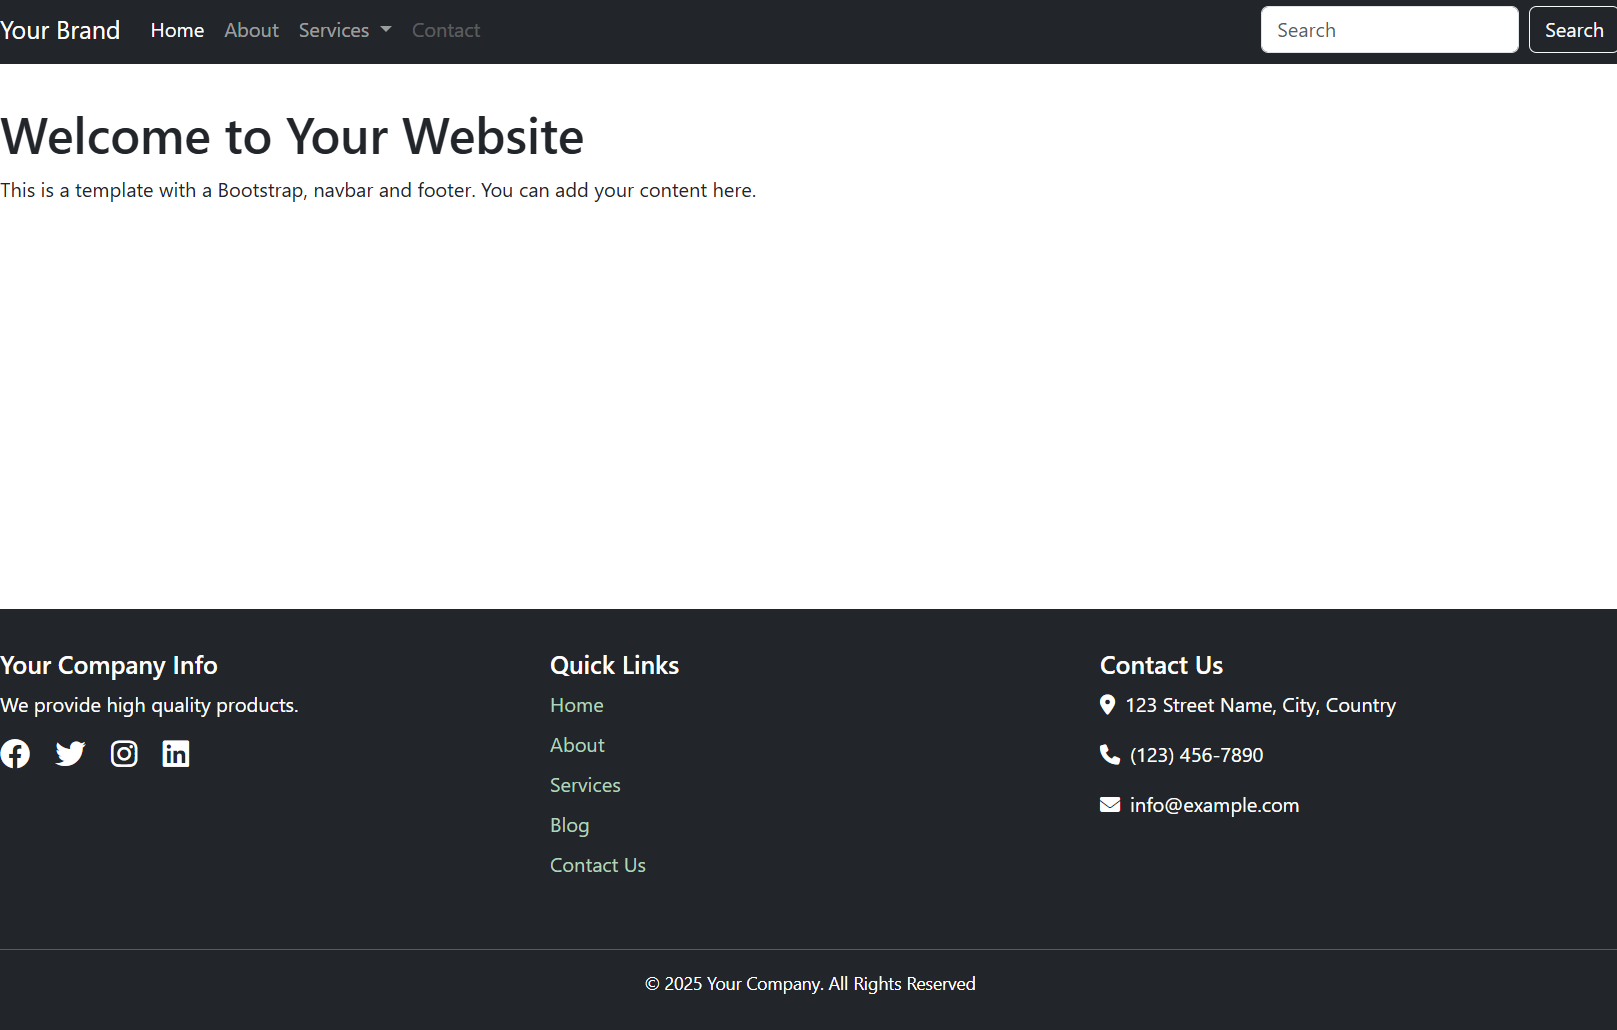 Your Brand Home About Services Contact Search Search
Welcome to Your Website
This is a template with a Bootstrap, navbar and footer. You can add your content here.
Your Company Info
We provide high quality products.
Quick Links
Home
About
Services
Blog
Contact Us
Contact Us
123 Street Name, City, Country
(123) 456-7890
info@example.com
© 2025 Your Company. All Rights Reserved